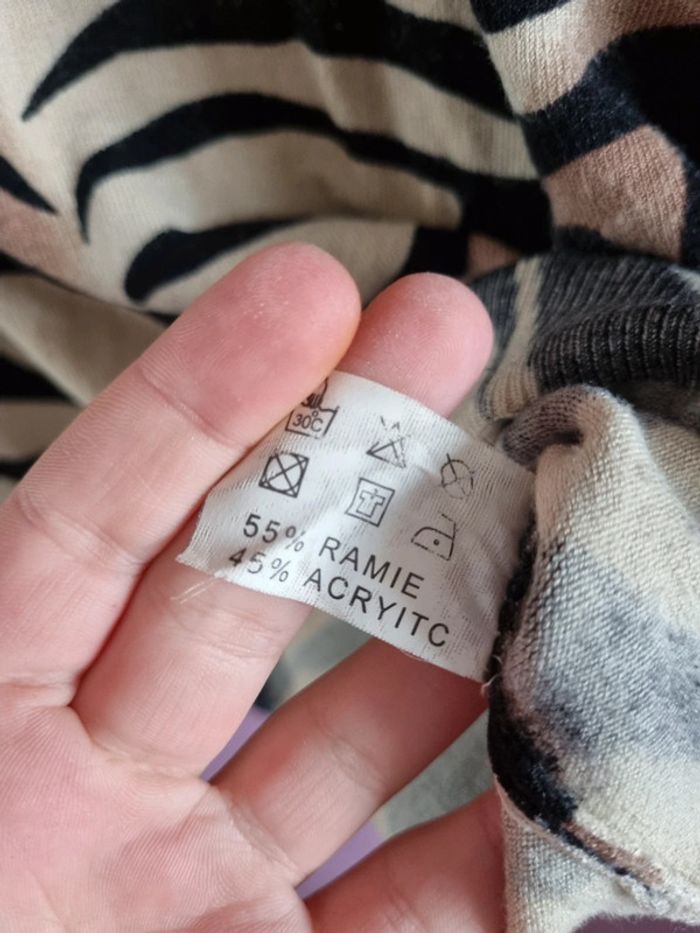 30°C
55% RAMIE
45% ACRYITC